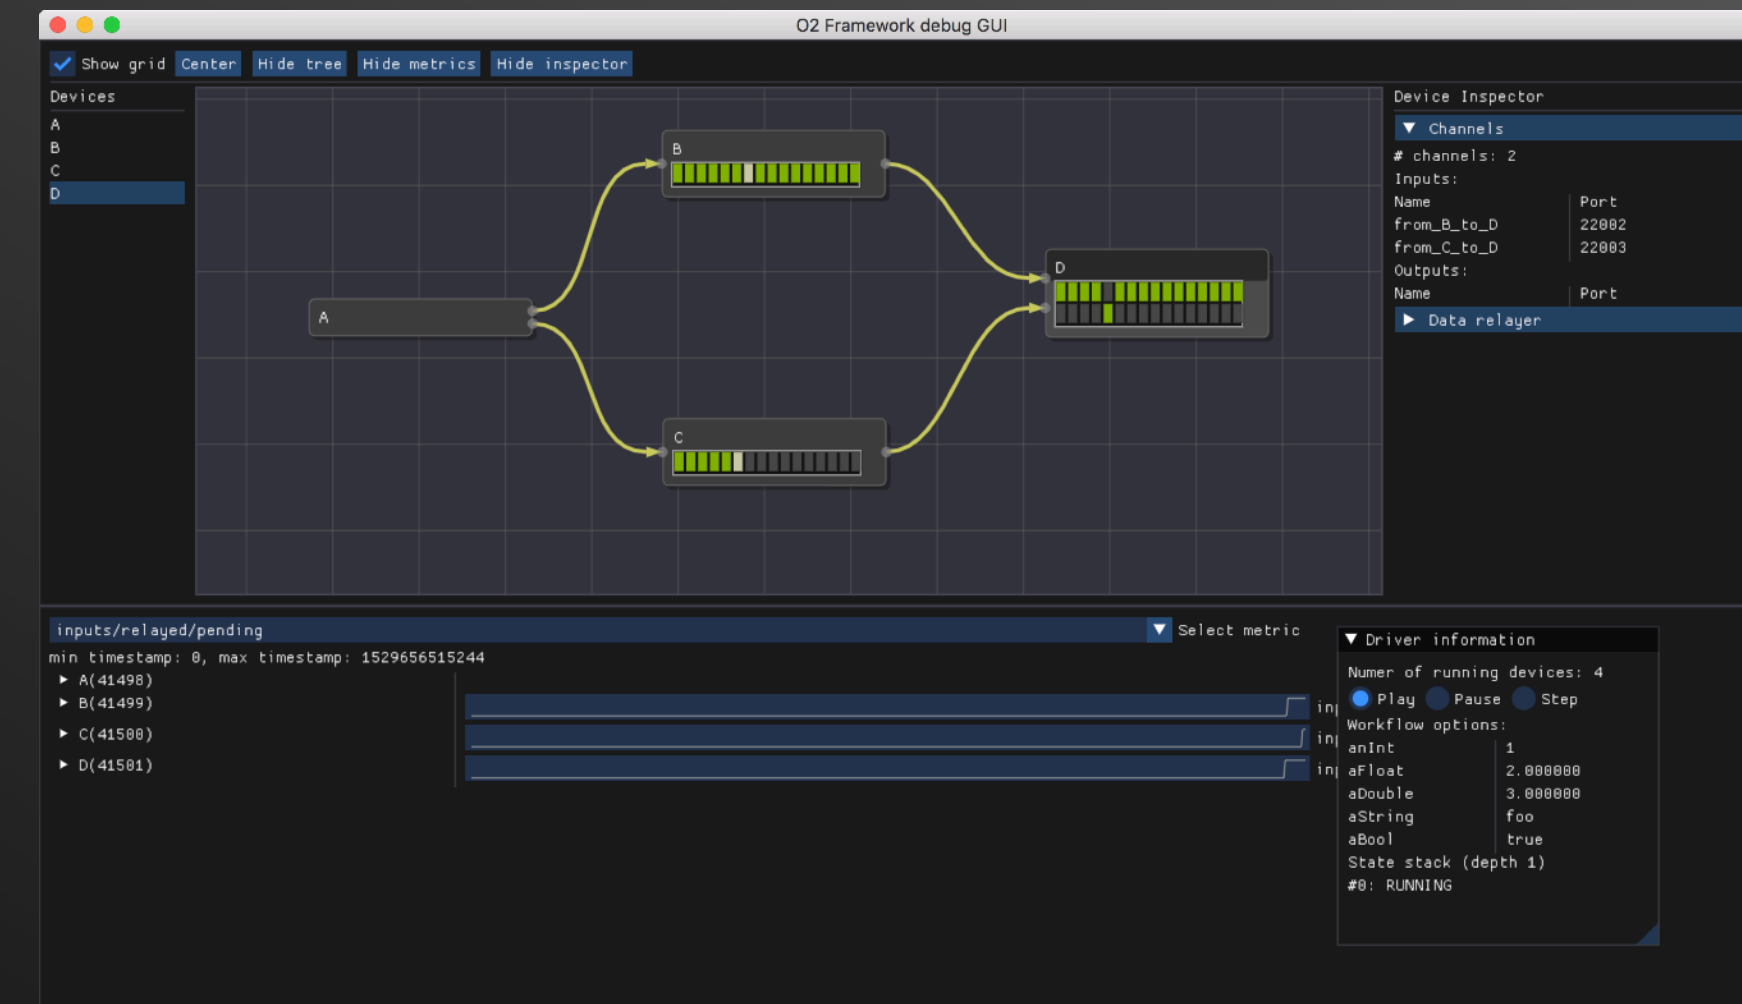 O2 Framework debug GUI
Show grid Center Hide tree Hide metrics Hide inspector
Devices
A
B
C
D
B
A
C
D
Device Inspector
Channels
# channels: 2
Inputs:
Name Port
from_B_to_D 22002
from_C_to_D 22003
Outputs:
Name Port
Data relayer
inputs/relayed/pending Select metric
min timestamp: 0, max timestamp: 1529656515244
A(41498)
B(41499)
C(41500)
D(41501)
Driver information
Numer of running devices: 4
Play Pause Step
Workflow options:
anInt 1
aFloat 2.000000
aDouble 3.000000
aString foo
aBool true
State stack (depth 1)
#0: RUNNING